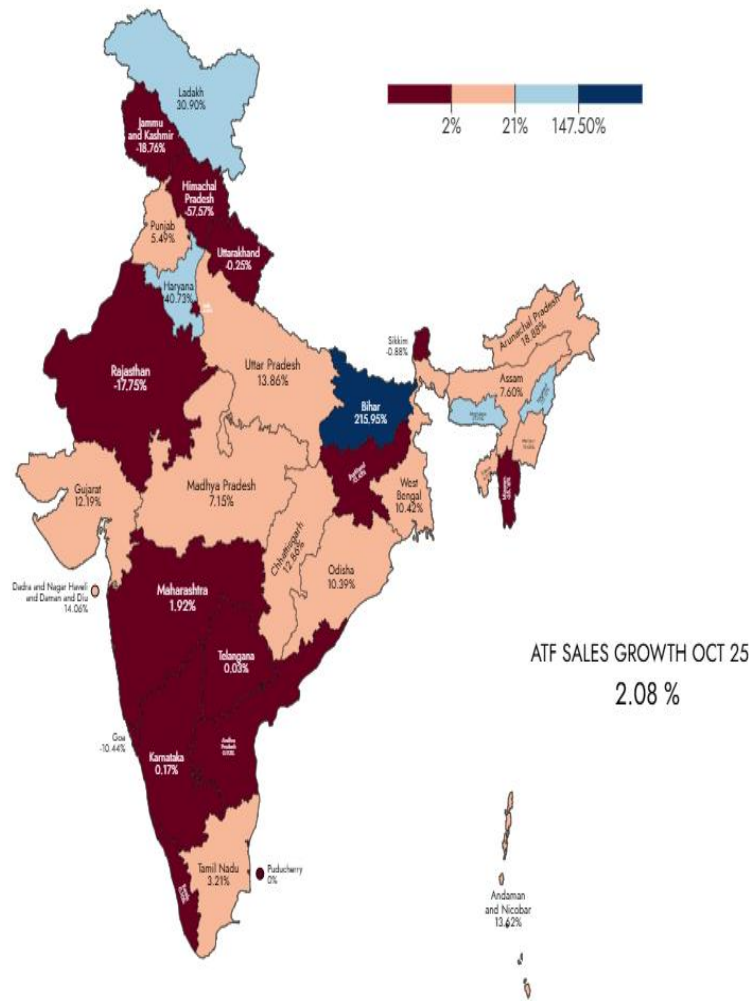 2%
21%
147.50%
Ladakh
30.90%
Jammu
and Kashmir
-18.76%
Himachal
Pradesh
-57.57%
Punjab
5.49%
Uttarakhand
-0.25%
Haryana
40.73%
Rajasthan
-17.75%
Uttar Pradesh
13.86%
Sikkim
-0.88%
Arunachal Pradesh
18.88%
Assam
7.60%
Bihar
215.95%
Gujarat
12.19%
Madhya Pradesh
7.15%
West
Bengal
10.42%
Chhattisgarh
12.86%
Odisha
10.39%
Dadra and Nagar Haveli
and Daman and Diu
14.06%
Maharashtra
1.92%
Telangana
0.03%
ATF SALES GROWTH OCT 25
2.08 %
Goa
-10.44%
Karnataka
0.17%
Andhra
Pradesh
Tamil Nadu
3.21%
Puducherry
0%
Andaman
and Nicobar
13.62%